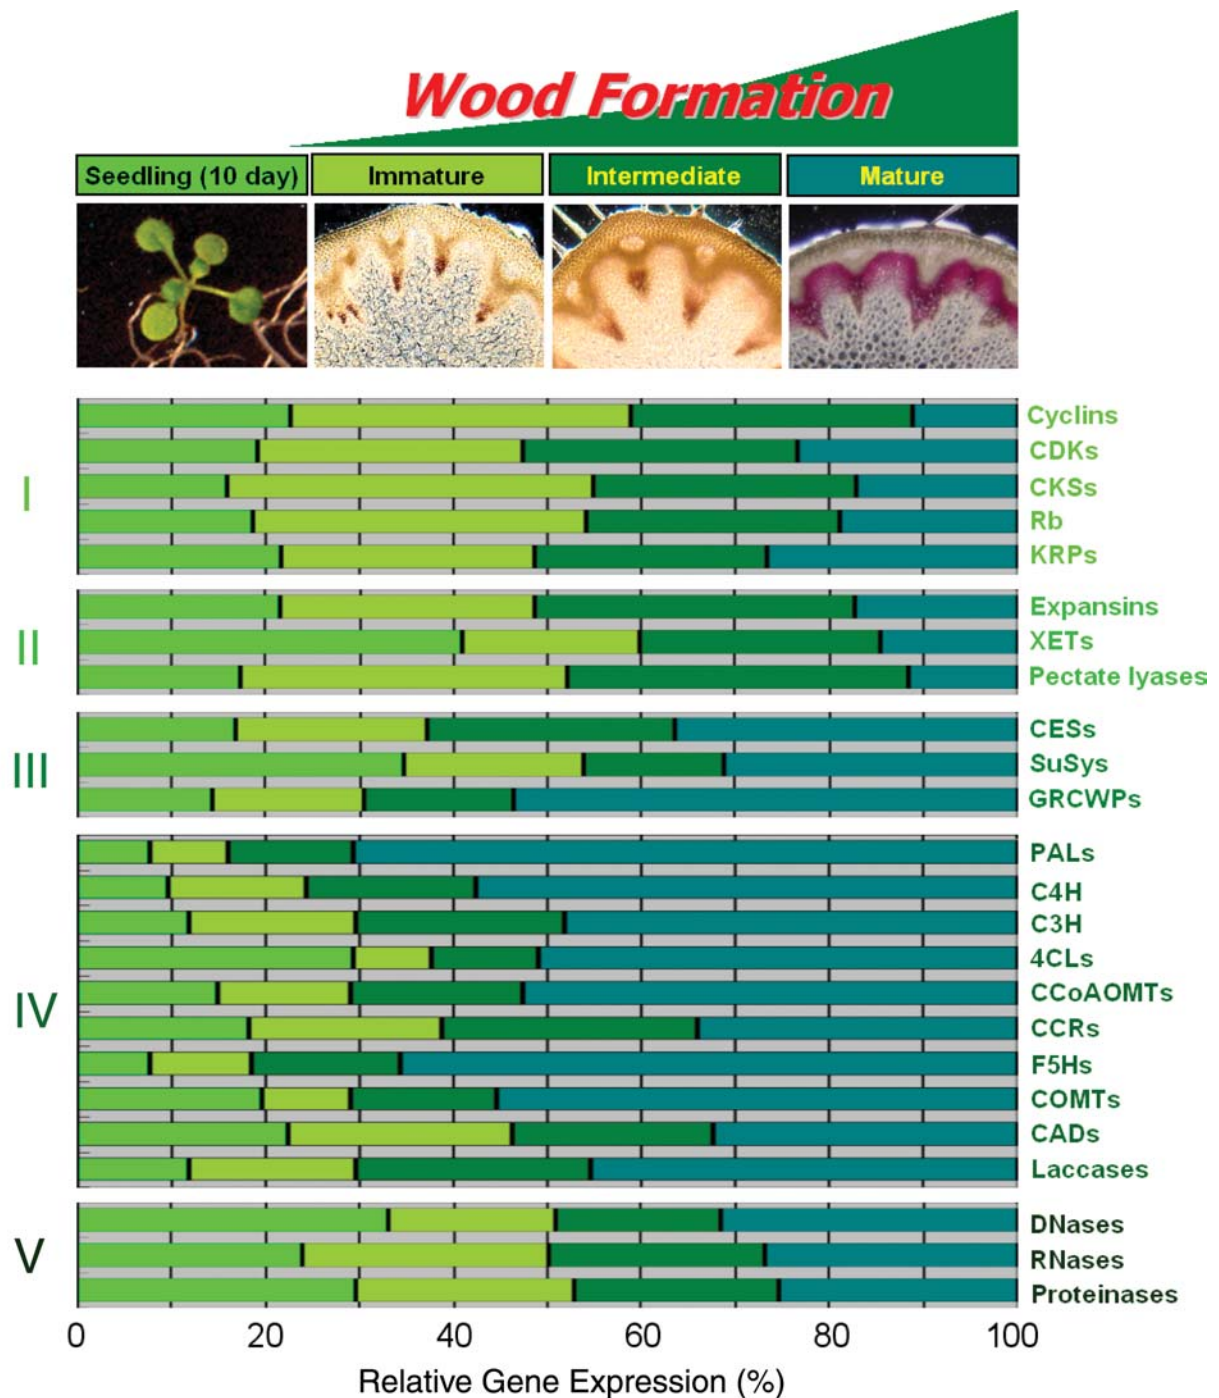 Wood Formation
Seedling (10 day) Immature Intermediate Mature
I
Cyclins
CDKs
CKSs
Rb
KRPs
II
Expansins
XETs
Pectate lyases
III
CESs
SuSys
GRCWPs
IV
PALs
C4H
C3H
4CLs
CCoAOMTs
CCRs
F5Hs
COMTs
CADs
Laccases
V
DNases
RNases
Proteinases
0 20 40 60 80 100
Relative Gene Expression (%)